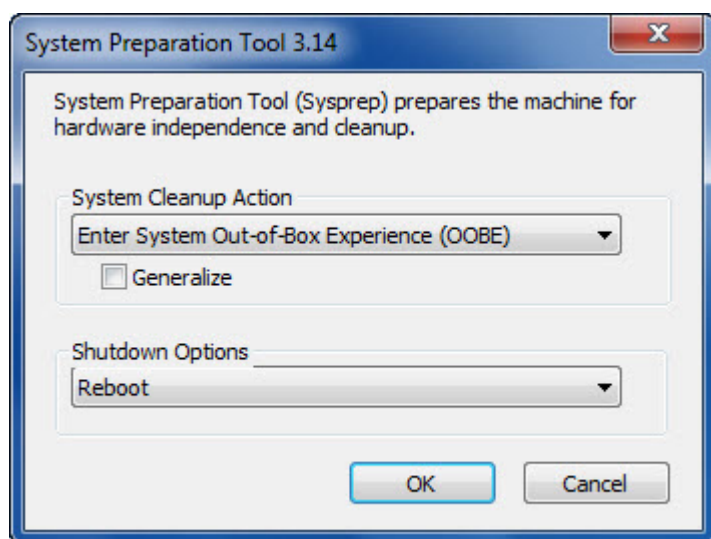 System Preparation Tool 3.14
System Preparation Tool (Sysprep) prepares the machine for
hardware independence and cleanup.
System Cleanup Action
Enter System Out-of-Box Experience (OOBE)
Generalize
Shutdown Options
Reboot
OK
Cancel